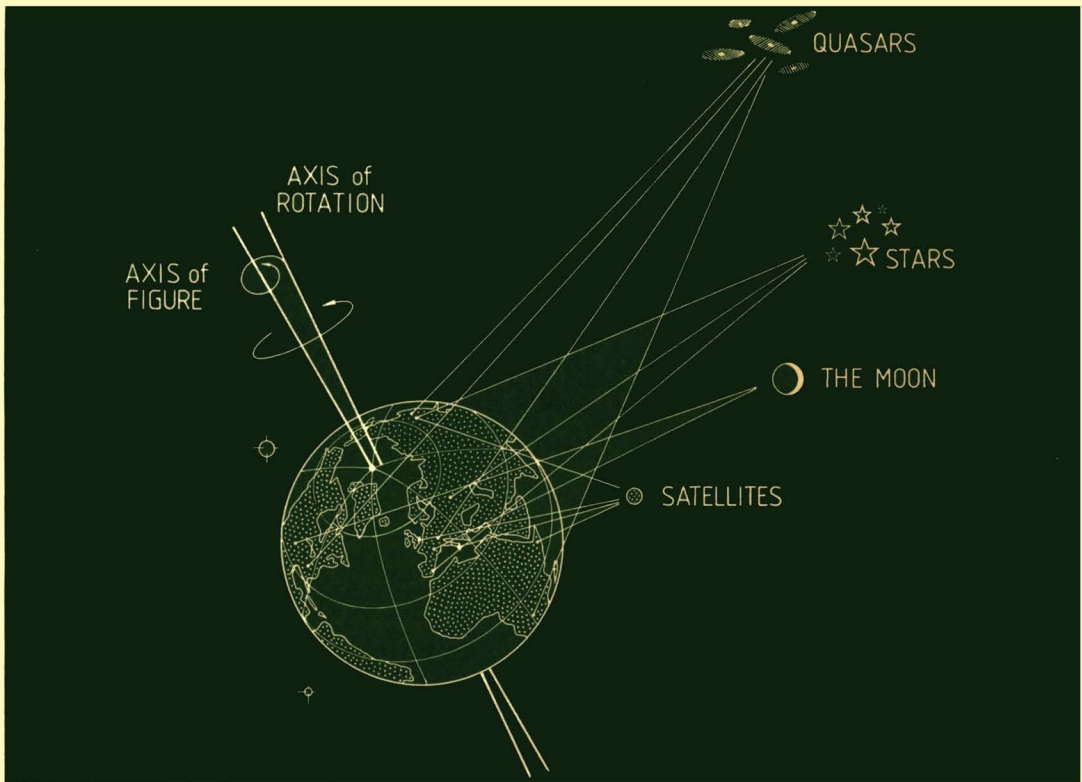 QUASARS
AXIS of
ROTATION
STARS
AXIS of
FIGURE
THE MOON
SATELLITES